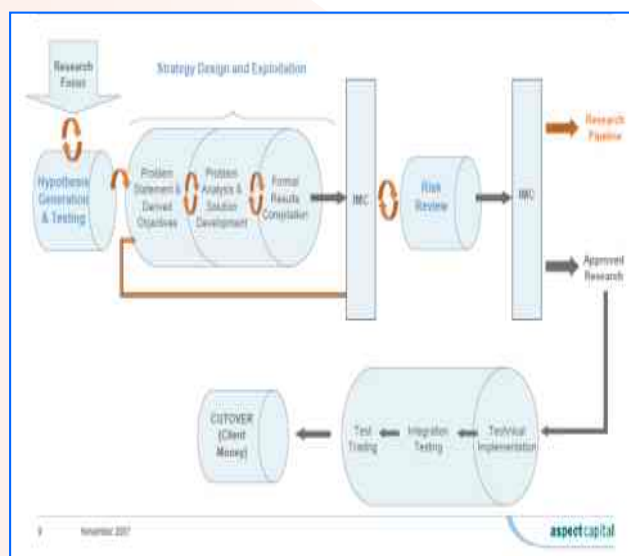 Research
Focus
Strategy Design and Exploitation
Hypothesis
Generation
& Testing
Problem
Statement &
Derived
Objectives
Problem
Analysis &
Solution
Development
Formal
Results
Compilation
IMC
Risk
Review
IMC
Research
Pipeline
Approved
Research
CUTOVER
(Client
Money)
Test
Trading
Integration
Testing
Technical
Implementation
November 2007
aspectcapital